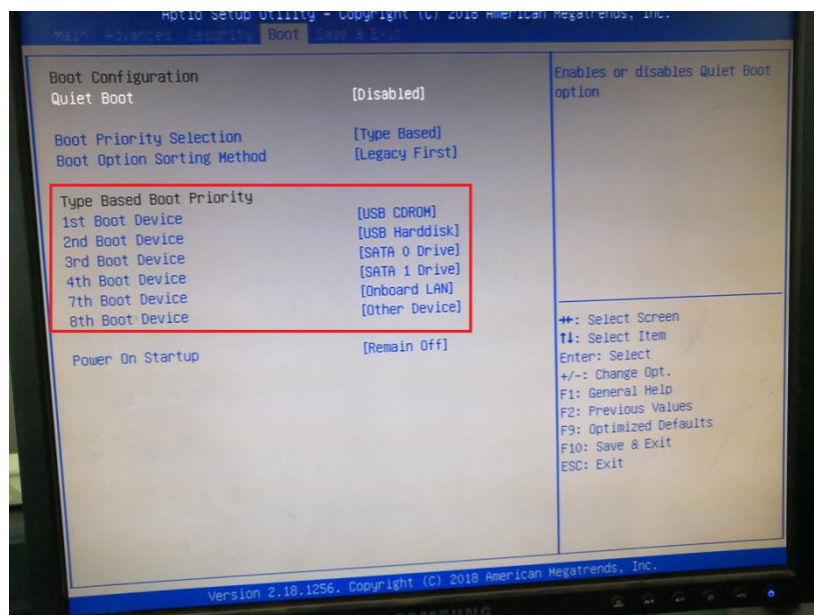 Aptio Setup Utility - Copyright (C) 2018 American Megatrends, Inc.
Main Advanced Security Boot Save & Exit
Boot Configuration
Quiet Boot [Disabled]
Boot Priority Selection [Type Based]
Boot Option Sorting Method [Legacy First]
Type Based Boot Priority
1st Boot Device [USB CDROM]
2nd Boot Device [USB Harddisk]
3rd Boot Device [SATA 0 Drive]
4th Boot Device [SATA 1 Drive]
7th Boot Device [Onboard LAN]
8th Boot Device [Other Device]
Power On Startup [Remain Off]
Enables or disables Quiet Boot
option
→←: Select Screen
↑↓: Select Item
Enter: Select
+/-: Change Opt.
F1: General Help
F2: Previous Values
F9: Optimized Defaults
F10: Save & Exit
ESC: Exit
Version 2.18.1256. Copyright (C) 2018 American Megatrends, Inc.
SAMSUNG